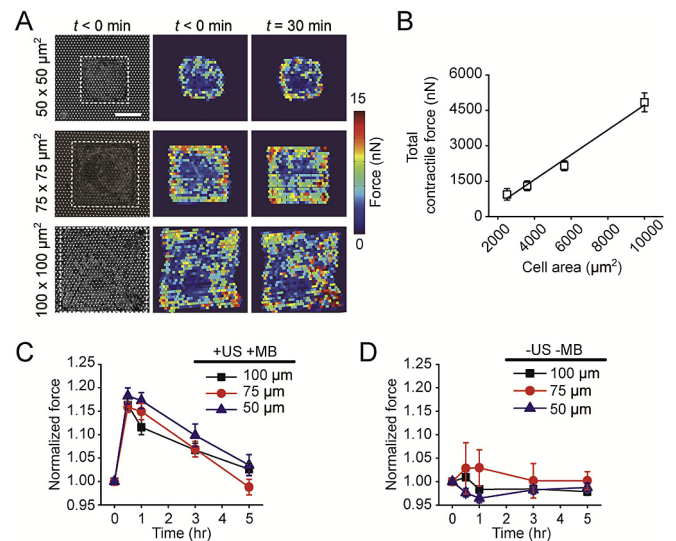 A
t < 0 min
t < 0 min
t = 30 min
50 x 50 µm²
75 x 75 µm²
100 x 100 µm²
15
Force (nN)
0
B
Total
contractile force (nN)
6000
4500
3000
1500
0
2000
4000
6000
8000
10000
Cell area (µm²)
C
+US +MB
100 µm
75 µm
50 µm
Normalized force
1.25
1.20
1.15
1.10
1.05
1.00
0.95
0 1 2 3 4 5
Time (hr)
D
-US -MB
100 µm
75 µm
50 µm
Normalized force
1.25
1.20
1.15
1.10
1.05
1.00
0.95
0 1 2 3 4 5
Time (hr)